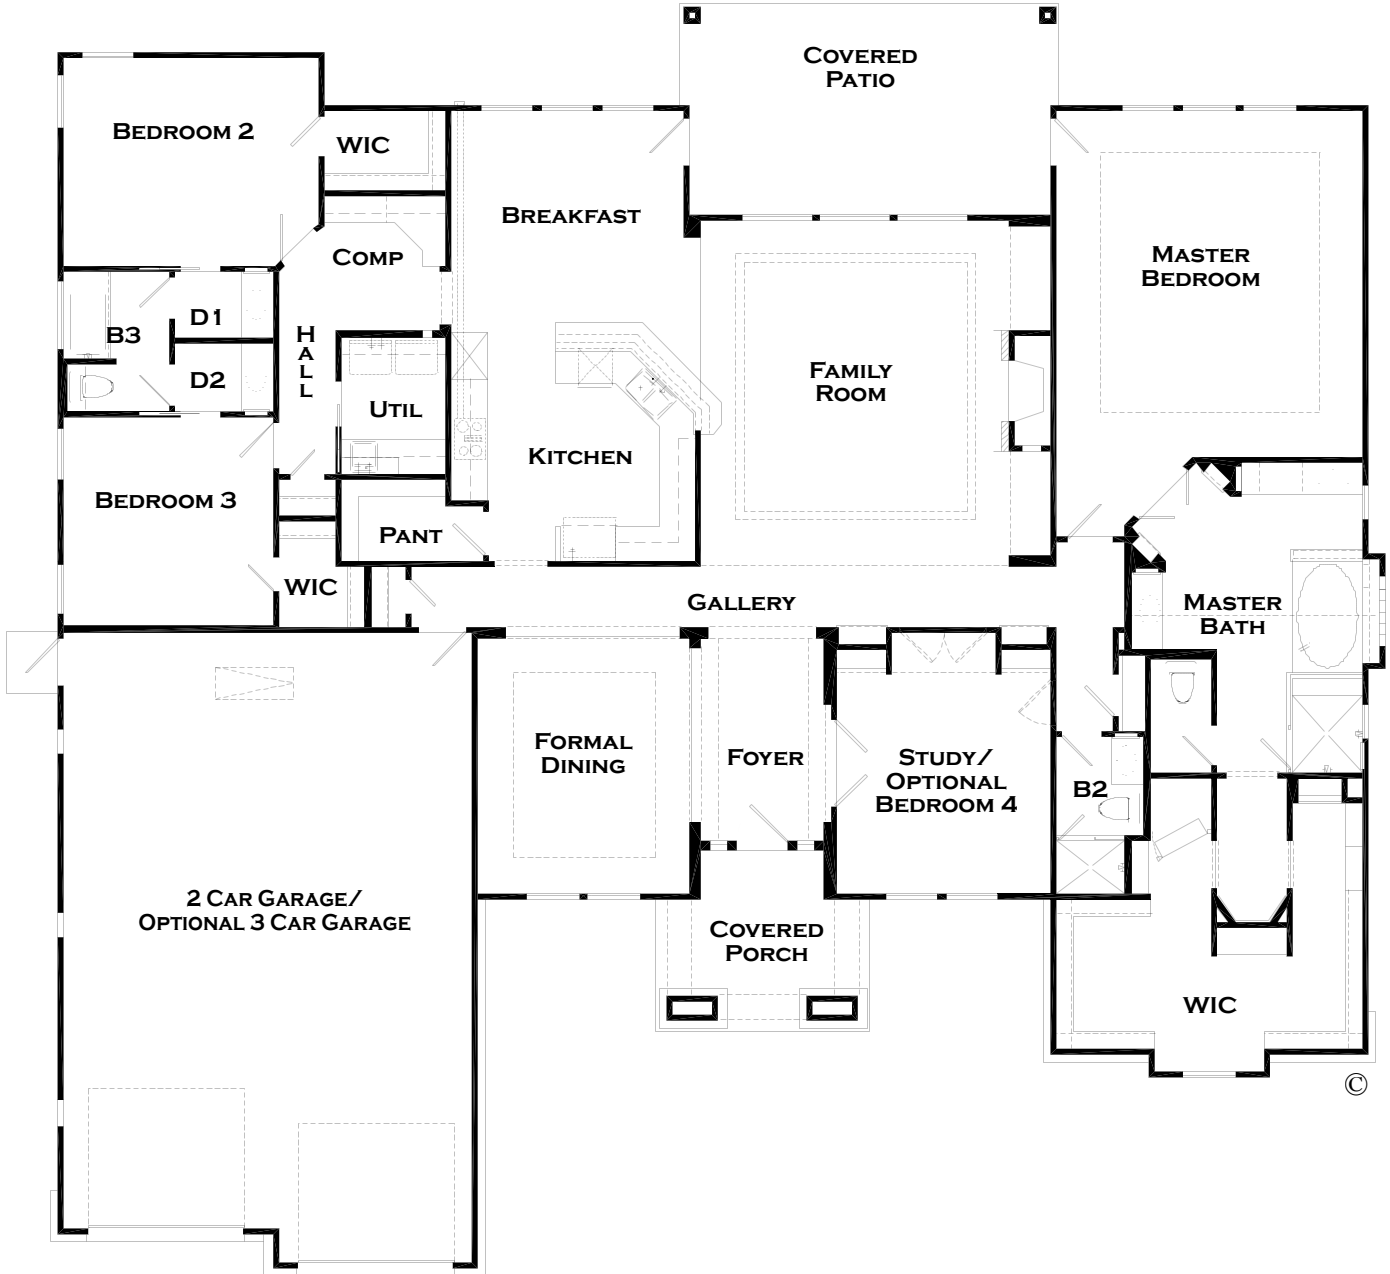 COVERED
PATIO
BEDROOM 2
WIC
BREAKFAST
COMP
MASTER
BEDROOM
D1
B3
HALL
D2
FAMILY
ROOM
UTIL
KITCHEN
BEDROOM 3
PANT
WIC
GALLERY
MASTER
BATH
FORMAL
DINING
FOYER
STUDY/
OPTIONAL
BEDROOM 4
B2
2 CAR GARAGE/
OPTIONAL 3 CAR GARAGE
COVERED
PORCH
WIC
©